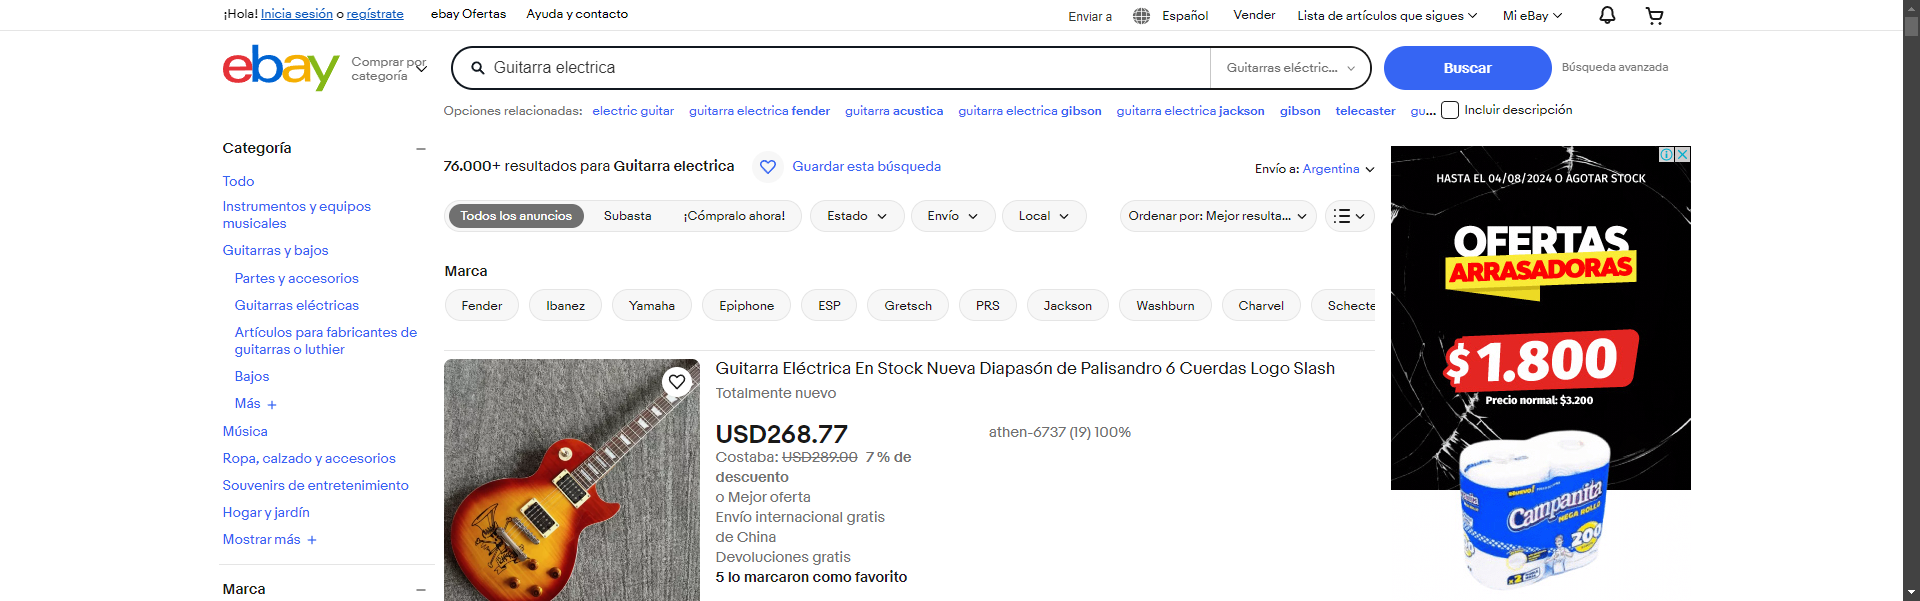 ¡Hola! Inicia sesión o regístrate
ebay Ofertas
Ayuda y contacto
Enviar a
Español
Vender
Lista de artículos que sigues
Mi eBay
ebay
Comprar por
categoría
Guitarra electrica
Guitarras eléctric...
Buscar
Búsqueda avanzada
Opciones relacionadas:
electric guitar
guitarra electrica fender
guitarra acustica
guitarra electrica gibson
guitarra electrica jackson
gibson
telecaster
gu...
Incluir descripción
Categoría
Todo
Instrumentos y equipos
musicales
Guitarras y bajos
Partes y accesorios
Guitarras eléctricas
Artículos para fabricantes de
guitarras o luthier
Bajos
Más +
Música
Ropa, calzado y accesorios
Souvenirs de entretenimiento
Hogar y jardín
Mostrar más +
Marca
76.000+ resultados para Guitarra electrica
Guardar esta búsqueda
Envío a: Argentina
Todos los anuncios
Subasta
¡Cómpralo ahora!
Estado
Envío
Local
Ordenar por: Mejor resulta...
Marca
Fender
Ibanez
Yamaha
Epiphone
ESP
Gretsch
PRS
Jackson
Washburn
Charvel
Schecte
Guitarra Eléctrica En Stock Nueva Diapasón de Palisandro 6 Cuerdas Logo Slash
Totalmente nuevo
USD268.77
Costaba: USD289.00 7 % de
descuento
o Mejor oferta
Envío internacional gratis
de China
Devoluciones gratis
5 lo marcaron como favorito
athen-6737 (19) 100%
HASTA EL 04/08/2024 O AGOTAR STOCK
OFERTAS
ARRASADORAS
$1.800
Precio normal: $3.200
Campanita
MEGA ROLLO
200
x2